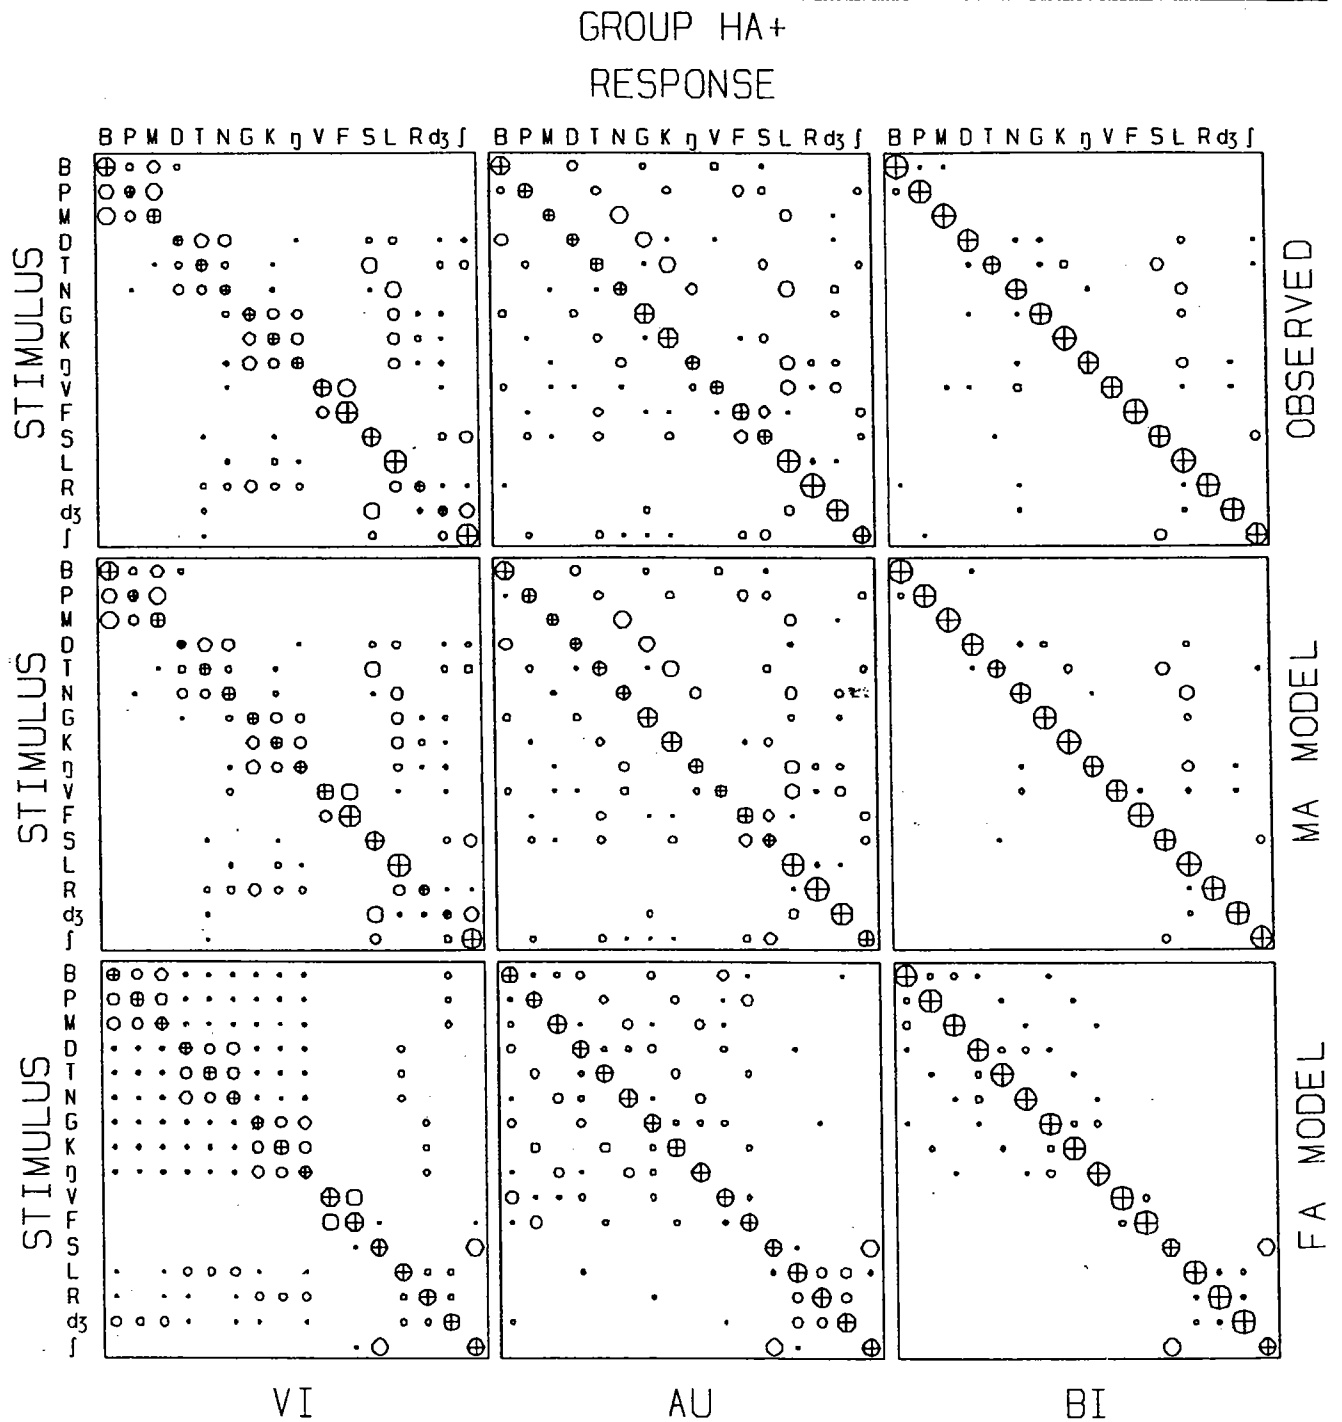 GROUP HA+
RESPONSE
B P M D T N G K ŋ V F S L R dʒ ʃ B P M D T N G K ŋ V F S L R dʒ ʃ B P M D T N G K ŋ V F S L R dʒ ʃ
STIMULUS
B
P
M
D
T
N
G
K
ŋ
V
F
S
L
R
dʒ
ʃ
OBSERVED
STIMULUS
B
P
M
D
T
N
G
K
ŋ
V
F
S
L
R
dʒ
ʃ
MA MODEL
STIMULUS
B
P
M
D
T
N
G
K
ŋ
V
F
S
L
R
dʒ
ʃ
FA MODEL
VI AU BI